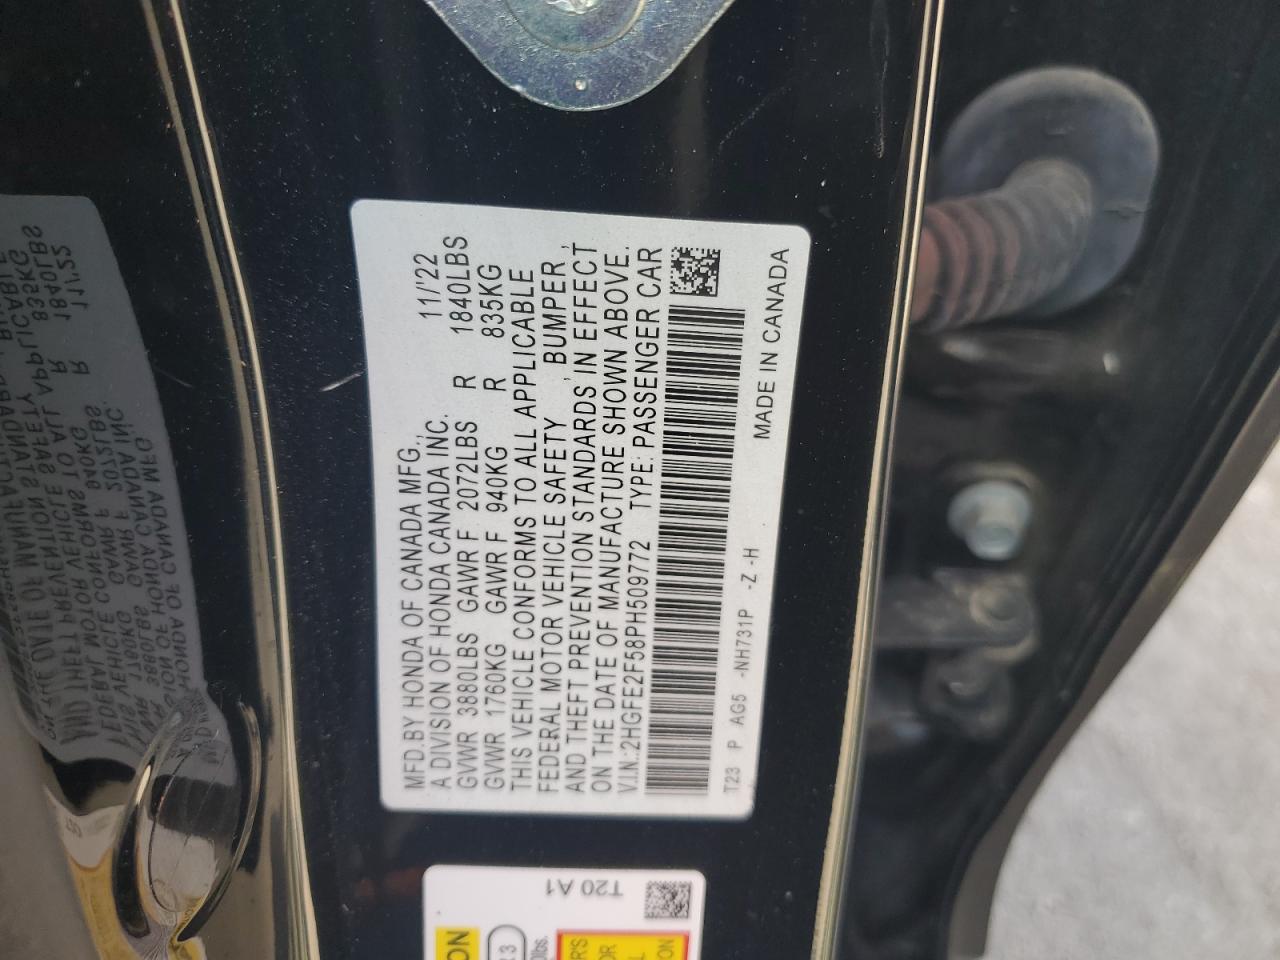 MFD.BY HONDA OF CANADA MFG., 11/'22
A DIVISION OF HONDA CANADA INC.
GVWR 3880LBS GAWR F 2072LBS R 1840LBS
GVWR 1760KG GAWR F 940KG R 835KG
THIS VEHICLE CONFORMS TO ALL APPLICABLE
FEDERAL MOTOR VEHICLE SAFETY, BUMPER,
AND THEFT PREVENTION STANDARDS IN EFFECT
ON THE DATE OF MANUFACTURE SHOWN ABOVE.
V.I.N.:2HGFE2F58PH509772 TYPE: PASSENGER CAR
T23 P AG5 -NH731P -Z -H MADE IN CANADA
T20 A1